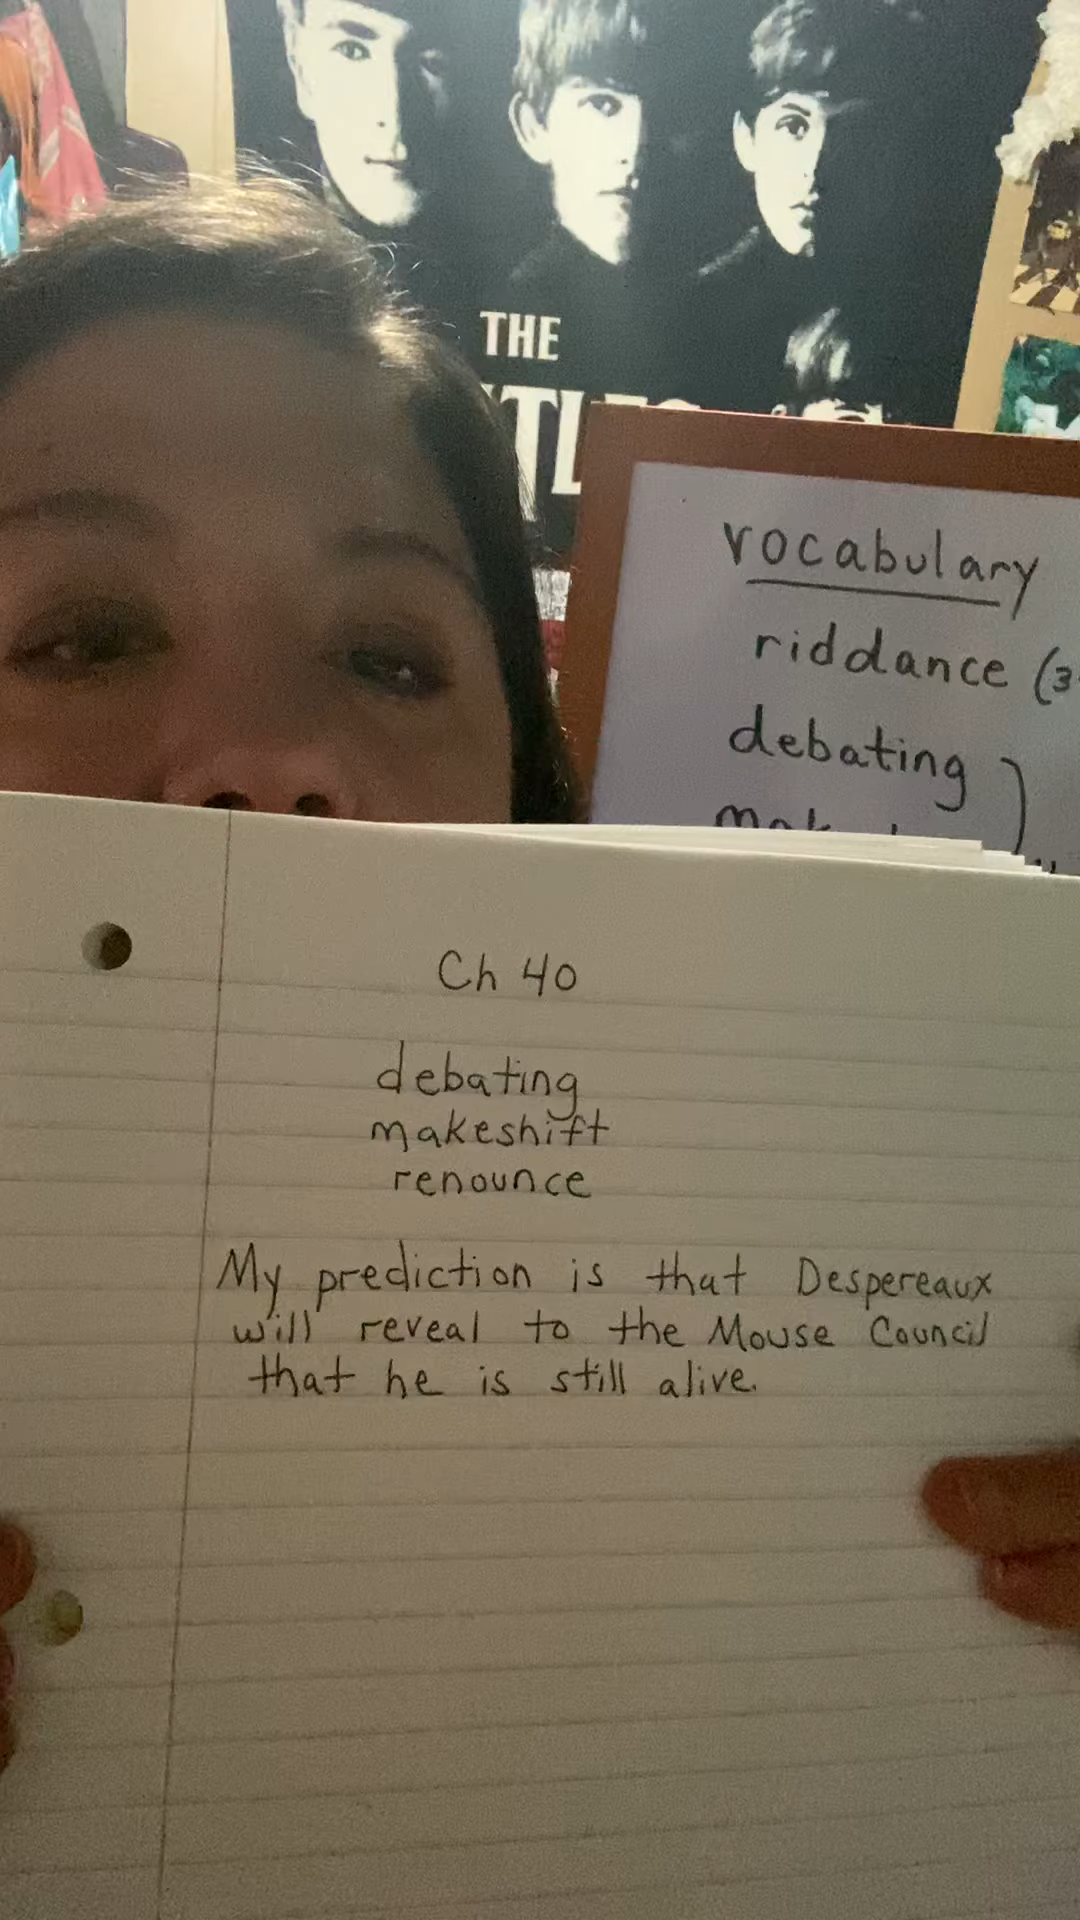 THE
vocabulary
riddance
debating
Ch 40
debating
makeshift
renounce
My prediction is that Despereaux
will reveal to the Mouse Council
that he is still alive.